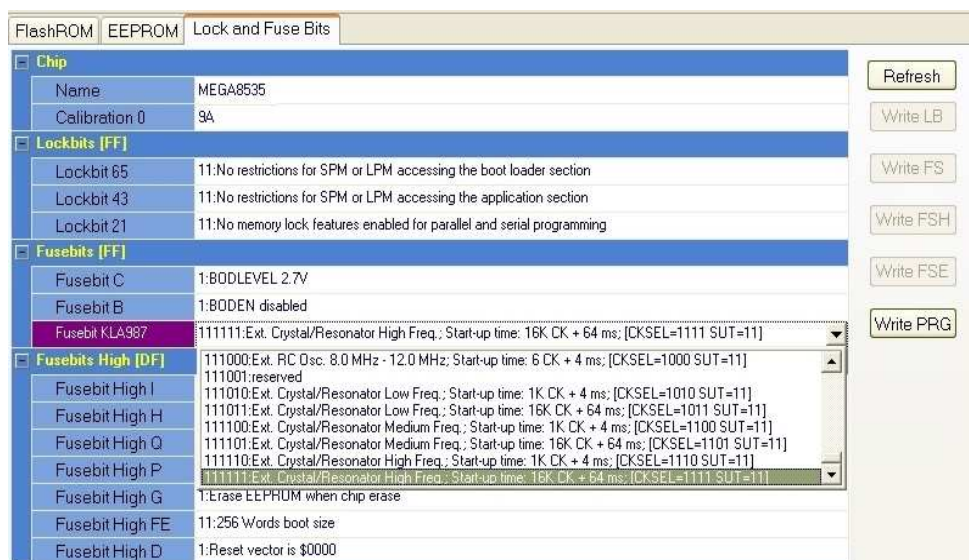 FlashROM EEPROM Lock and Fuse Bits
Chip
Name MEGA8535
Calibration 0 9A
Lockbits [FF]
Lockbit 65 11:No restrictions for SPM or LPM accessing the boot loader section
Lockbit 43 11:No restrictions for SPM or LPM accessing the application section
Lockbit 21 11:No memory lock features enabled for parallel and serial programming
Fusebits [FF]
Fusebit C 1:BODLEVEL 2.7V
Fusebit B 1:BODEN disabled
Fusebit KLA987 111111:Ext. Crystal/Resonator High Freq.; Start-up time: 16K CK + 64 ms; [CKSEL=1111 SUT=11]
111000:Ext. RC Osc. 8.0 MHz - 12.0 MHz; Start-up time: 6 CK + 4 ms; [CKSEL=1000 SUT=11]
111001:reserved
111010:Ext. Crystal/Resonator Low Freq.; Start-up time: 1K CK + 4 ms; [CKSEL=1010 SUT=11]
111011:Ext. Crystal/Resonator Low Freq.; Start-up time: 16K CK + 64 ms; [CKSEL=1011 SUT=11]
111100:Ext. Crystal/Resonator Medium Freq.; Start-up time: 1K CK + 4 ms; [CKSEL=1100 SUT=11]
111101:Ext. Crystal/Resonator Medium Freq.; Start-up time: 16K CK + 64 ms; [CKSEL=1101 SUT=11]
111110:Ext. Crystal/Resonator High Freq.; Start-up time: 1K CK + 4 ms; [CKSEL=1110 SUT=11]
111111:Ext. Crystal/Resonator High Freq.; Start-up time: 16K CK + 64 ms; [CKSEL=1111 SUT=11]
Fusebits High [DF]
Fusebit High I
Fusebit High H
Fusebit High Q
Fusebit High P
Fusebit High G 1:Erase EEPROM when chip erase
Fusebit High FE 11:256 Words boot size
Fusebit High D 1:Reset vector is $0000
Refresh
Write LB
Write FS
Write FSH
Write FSE
Write PRG